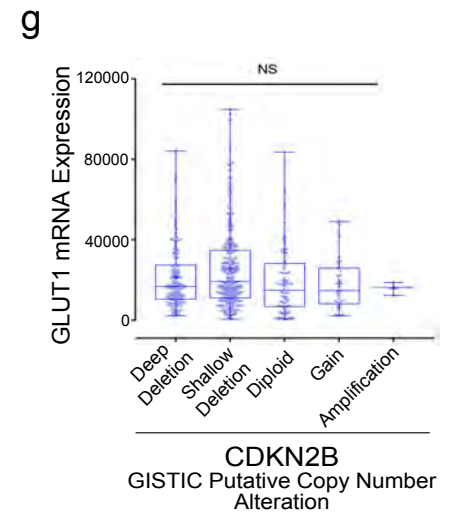 g
NS
GLUT1 mRNA Expression
120000
80000
40000
0
Deep
Deletion
Shallow
Deletion
Diploid
Gain
Amplification
CDKN2B
GISTIC Putative Copy Number
Alteration